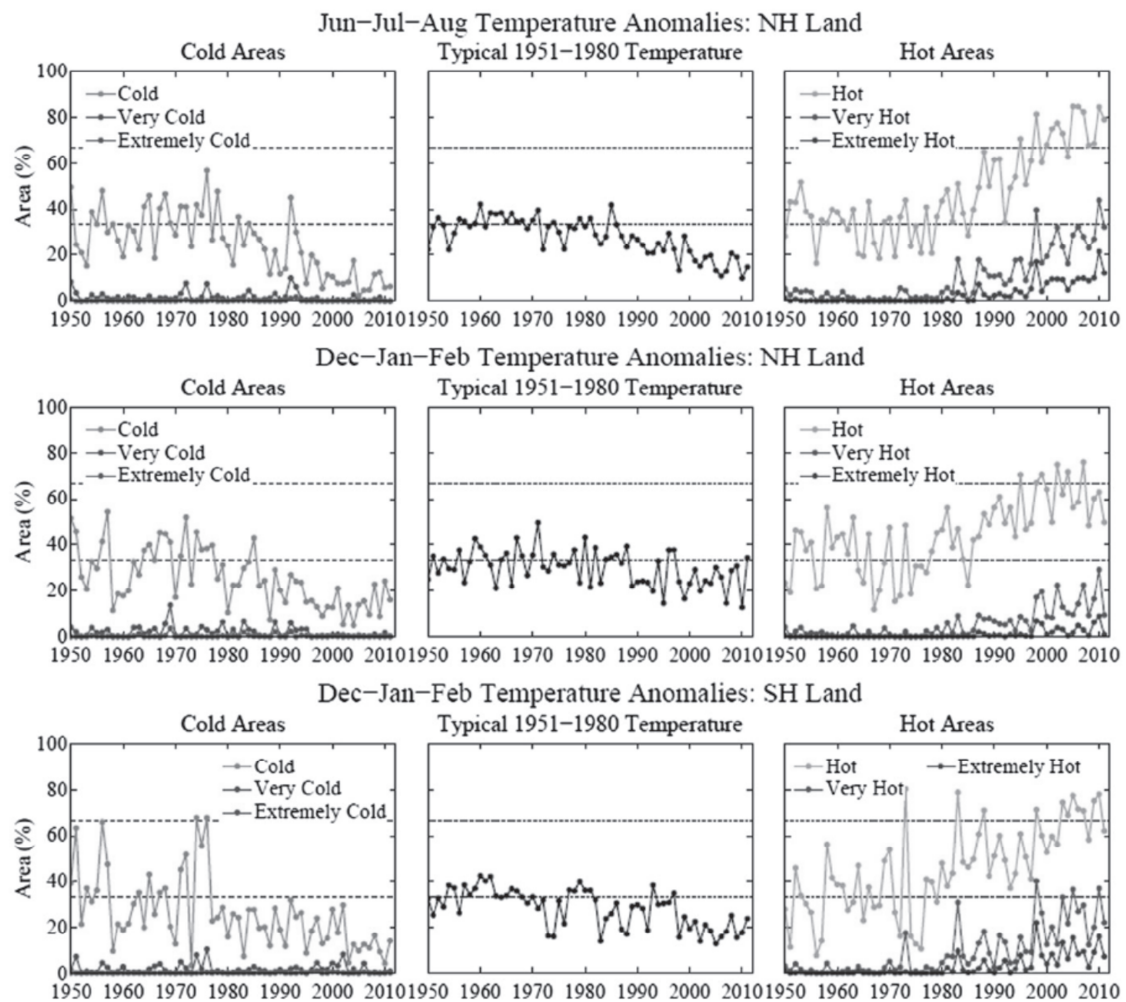 Jun−Jul−Aug Temperature Anomalies: NH Land
Cold Areas
Typical 1951−1980 Temperature
Hot Areas
100
80
60
40
20
0
Area (%)
Cold
Very Cold
Extremely Cold
Hot
Very Hot
Extremely Hot
1950 1960 1970 1980 1990 2000 2010
1950 1960 1970 1980 1990 2000 2010
1950 1960 1970 1980 1990 2000 2010
Dec−Jan−Feb Temperature Anomalies: NH Land
Cold Areas
Typical 1951−1980 Temperature
Hot Areas
100
80
60
40
20
0
Area (%)
Cold
Very Cold
Extremely Cold
Hot
Very Hot
Extremely Hot
1950 1960 1970 1980 1990 2000 2010
1950 1960 1970 1980 1990 2000 2010
1950 1960 1970 1980 1990 2000 2010
Dec−Jan−Feb Temperature Anomalies: SH Land
Cold Areas
Typical 1951−1980 Temperature
Hot Areas
100
80
60
40
20
0
Area (%)
Cold
Very Cold
Extremely Cold
Hot
Very Hot
Extremely Hot
1950 1960 1970 1980 1990 2000 2010
1950 1960 1970 1980 1990 2000 2010
1950 1960 1970 1980 1990 2000 2010